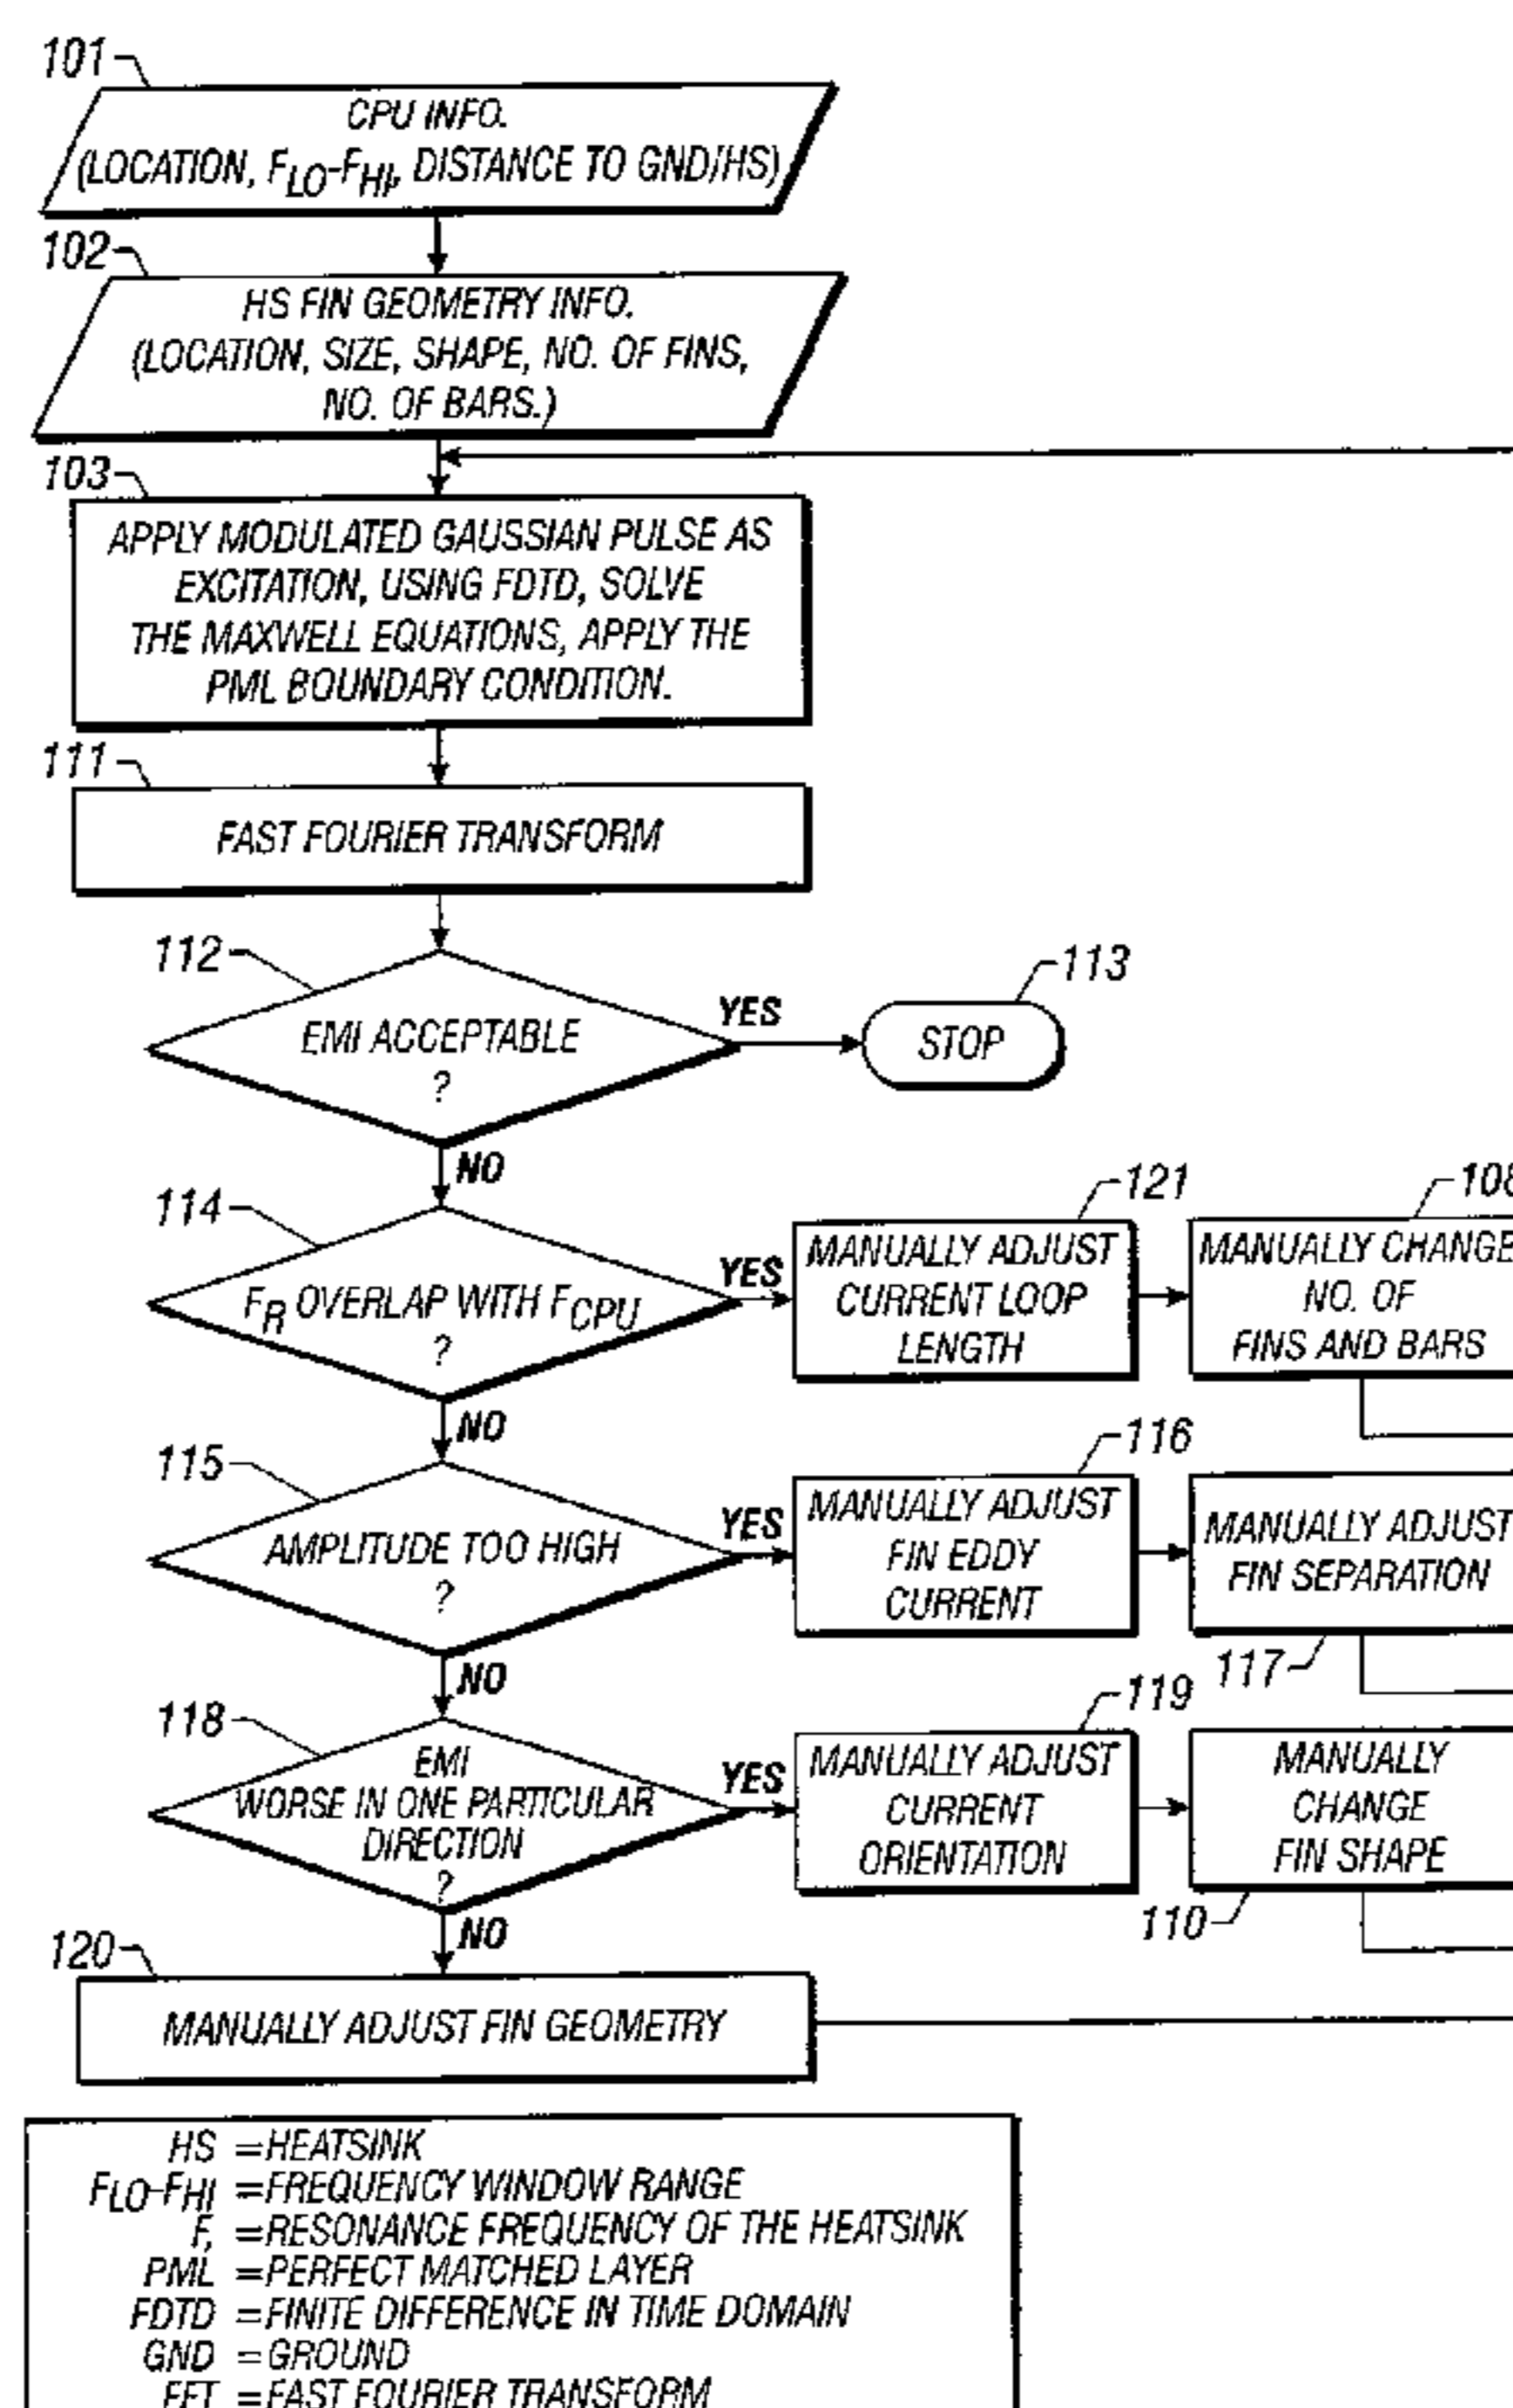 101
CPU INFO.
(LOCATION, FLO-FHI, DISTANCE TO GND/HS)
102
HS FIN GEOMETRY INFO.
(LOCATION, SIZE, SHAPE, NO. OF FINS,
NO. OF BARS.)
103
APPLY MODULATED GAUSSIAN PULSE AS
EXCITATION, USING FDTD, SOLVE
THE MAXWELL EQUATIONS, APPLY THE
PML BOUNDARY CONDITION.
111
FAST FOURIER TRANSFORM
112
EMI ACCEPTABLE
?
YES
113
STOP
NO
114
FR OVERLAP WITH FCPU
?
YES
121
MANUALLY ADJUST
CURRENT LOOP
LENGTH
108
MANUALLY CHANGE
NO. OF
FINS AND BARS
NO
115
AMPLITUDE TOO HIGH
?
YES
116
MANUALLY ADJUST
FIN EDDY
CURRENT
MANUALLY ADJUST
FIN SEPARATION
117
NO
118
EMI
WORSE IN ONE PARTICULAR
DIRECTION
?
YES
119
MANUALLY ADJUST
CURRENT
ORIENTATION
MANUALLY
CHANGE
FIN SHAPE
110
NO
120
MANUALLY ADJUST FIN GEOMETRY
HS =HEATSINK
FLO-FHI =FREQUENCY WINDOW RANGE
F, =RESONANCE FREQUENCY OF THE HEATSINK
PML =PERFECT MATCHED LAYER
FDTD =FINITE DIFFERENCE IN TIME DOMAIN
GND =GROUND
FFT =FAST FOURIER TRANSFORM